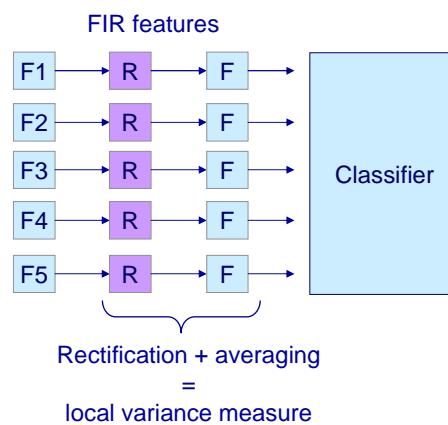 FIR features
F1 R F
F2 R F
F3 R F
F4 R F
F5 R F
Classifier
Rectification + averaging
=
local variance measure